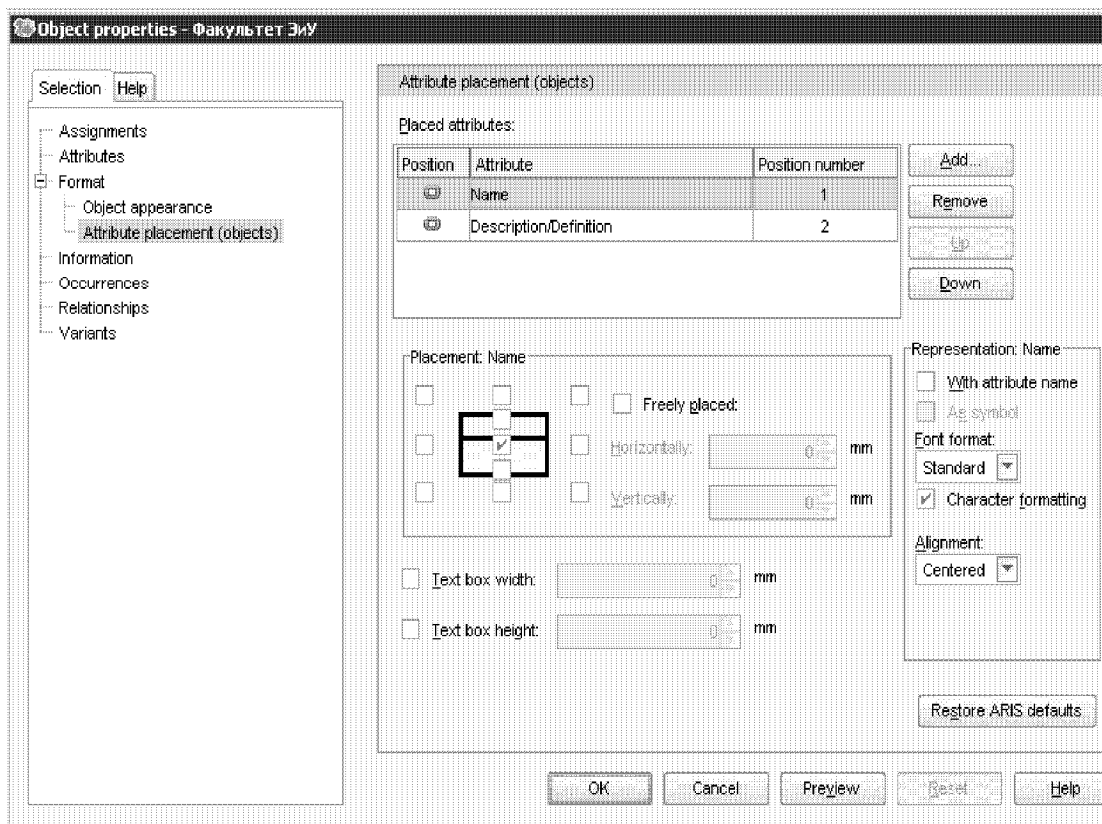 Object properties - Факультет ЭиУ
Selection Help
Assignments
Attributes
Format
Object appearance
Attribute placement (objects)
Information
Occurrences
Relationships
Variants
Attribute placement (objects)
Placed attributes:
Position Attribute Position number
Name 1
Description/Definition 2
Add...
Remove
Up
Down
Placement: Name
Freely placed:
Horizontally: 0 mm
Vertically: 0 mm
Text box width: 0 mm
Text box height: 0 mm
Representation: Name
With attribute name
As symbol
Font format:
Standard
Character formatting
Alignment:
Centered
Restore ARIS defaults
OK Cancel Preview Reset Help